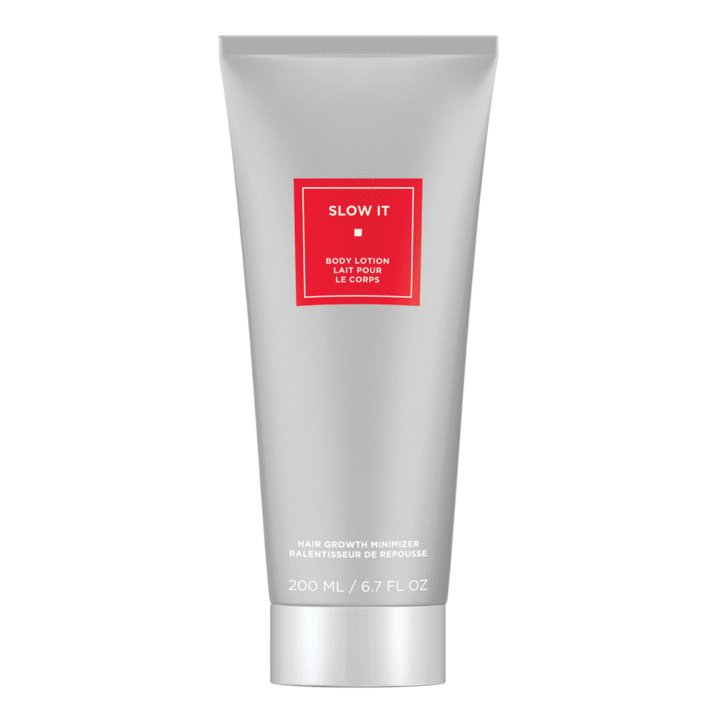 SLOW IT
BODY LOTION
LAIT POUR
LE CORPS
HAIR GROWTH MINIMIZER
RALENTISSEUR DE REPOUSSE
200 ML / 6.7 FL OZ